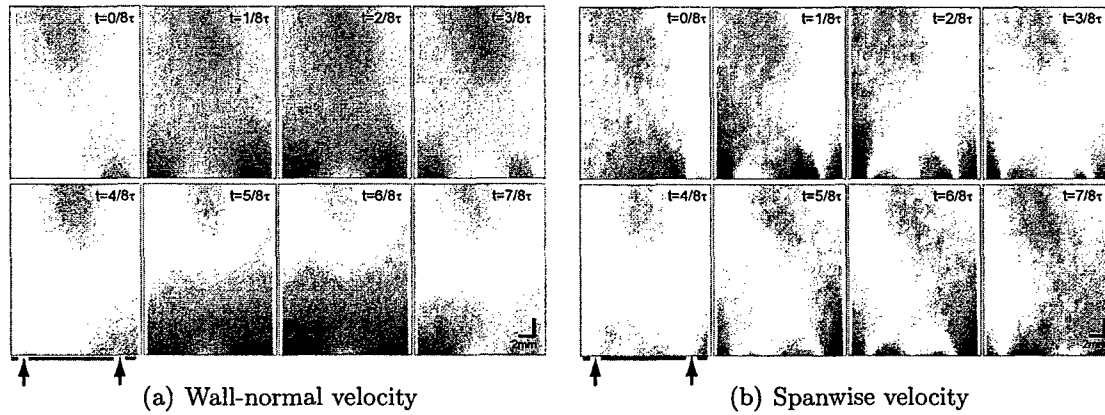 t=0/8τ t=1/8τ t=2/8τ t=3/8τ
t=4/8τ t=5/8τ t=6/8τ t=7/8τ
2mm
(a) Wall-normal velocity
t=0/8τ t=1/8τ t=2/8τ t=3/8τ
t=4/8τ t=5/8τ t=6/8τ t=7/8τ
2mm
(b) Spanwise velocity